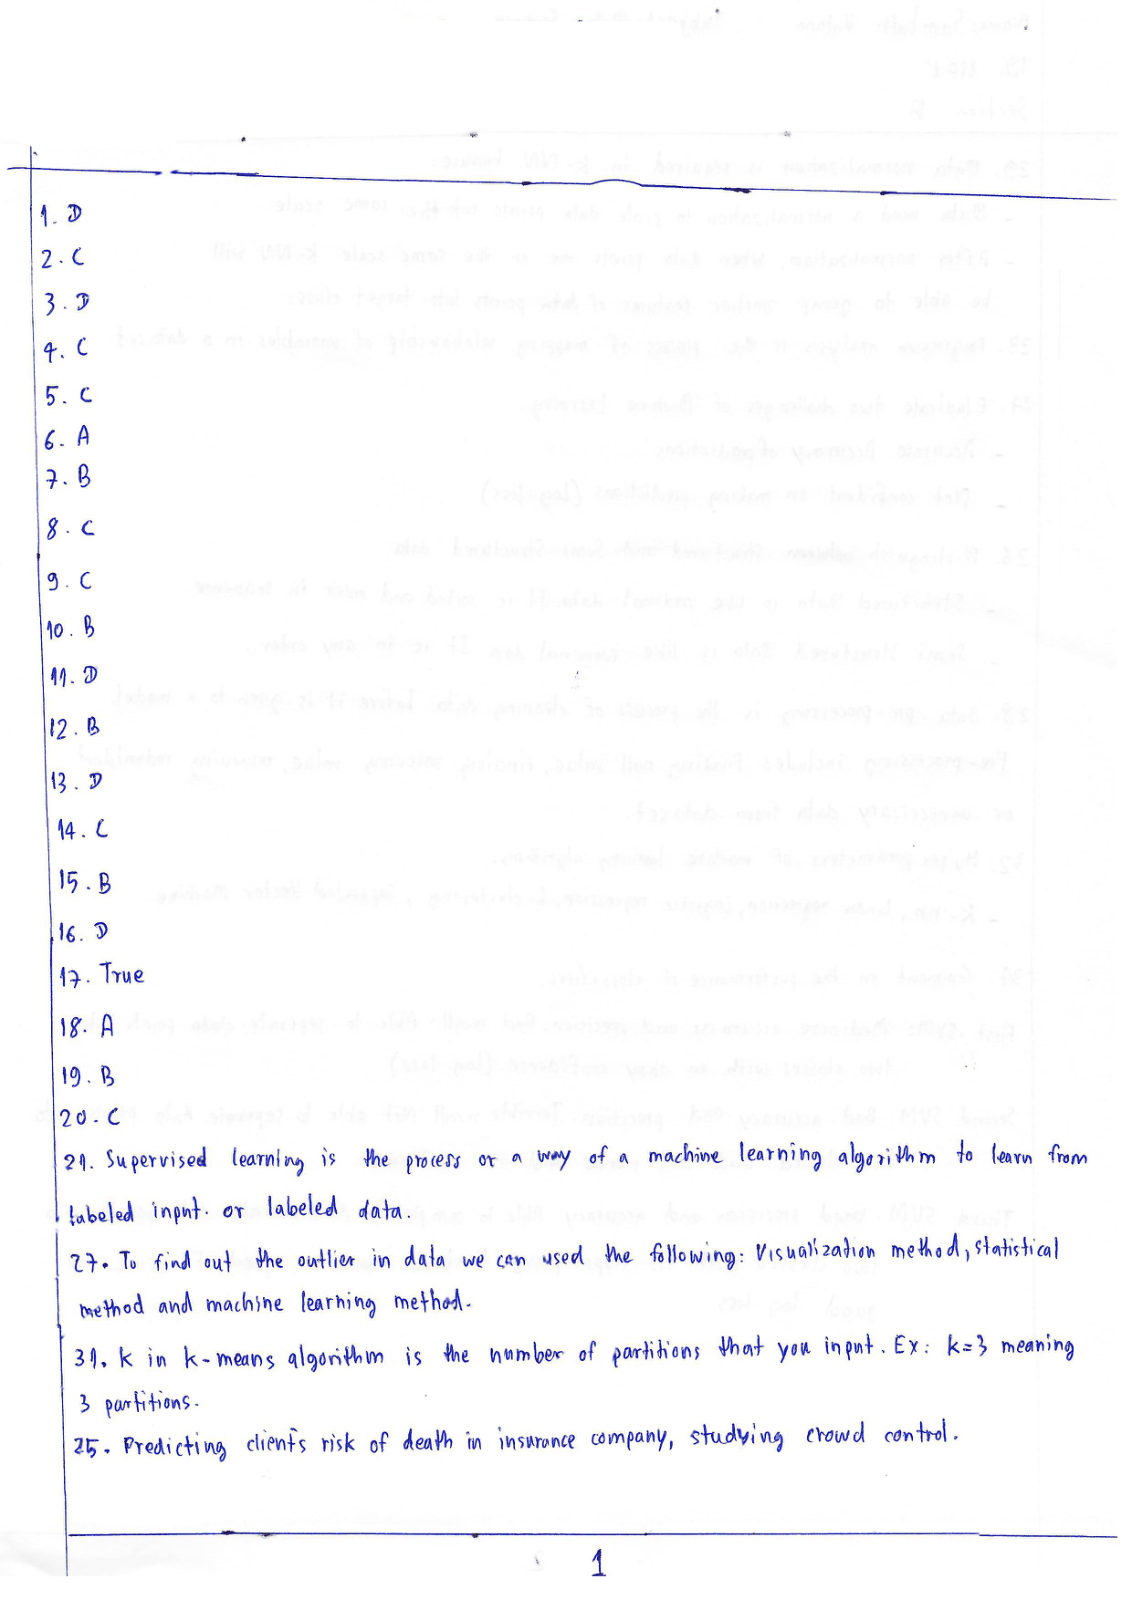 1. D
2. C
3. D
4. C
5. C
6. A
7. B
8. C
9. C
10. B
11. D
12. B
13. D
14. C
15. B
16. D
17. True
18. A
19. B
20. C
21. Supervised learning is the process or a way of a machine learning algorithm to learn from
labeled input. or labeled data.
27. To find out the outlier in data we can used the following: Visualization method, statistical
method and machine learning method.
31. k in k-means algorithm is the number of partitions that you input. Ex: k=3 meaning
3 partitions.
25. Predicting client's risk of death in insurance company, studying crowd control.
1